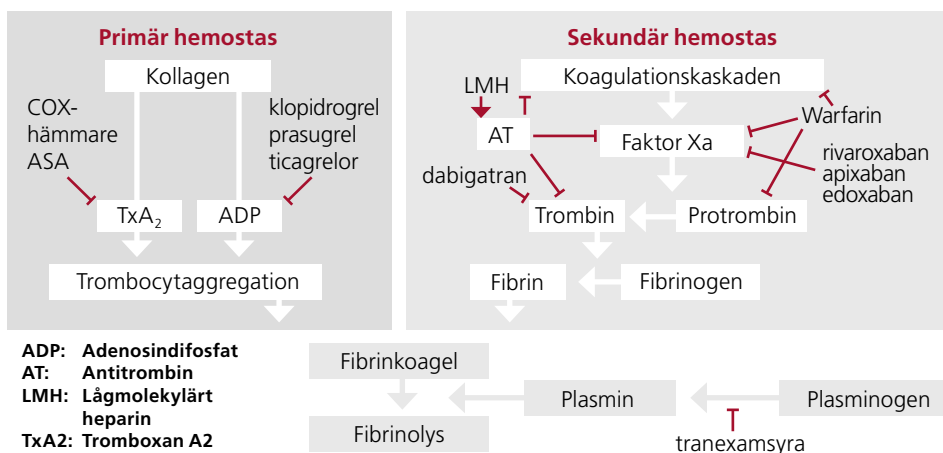 Primär hemostas
Kollagen
COX-
hämmare
ASA
klopidrogrel
prasugrel
ticagrelor
TxA₂
ADP
Trombocytaggregation
Sekundär hemostas
Koagulationskaskaden
LMH
AT
Faktor Xa
Warfarin
rivaroxaban
apixaban
edoxaban
dabigatran
Trombin
Protrombin
Fibrin
Fibrinogen
ADP: Adenosindifosfat
AT: Antitrombin
LMH: Lågmolekylärt
heparin
TxA2: Tromboxan A2
Fibrinkoagel
Plasmin
Plasminogen
Fibrinolys
tranexamsyra